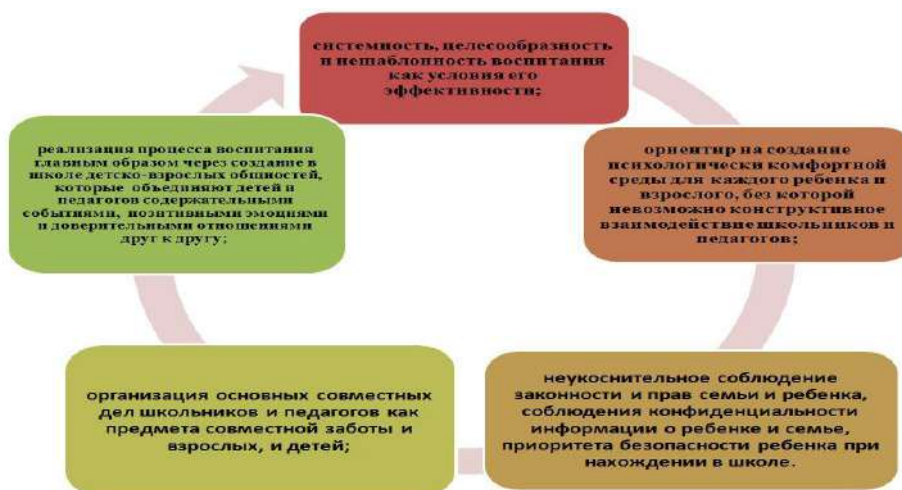 системность, целесообразность
и нешаблонность воспитания
как условия его
эффективности;
ориентир на создание
психологически комфортной
среды для каждого ребенка и
взрослого, без которой
невозможно конструктивное
взаимодействие школьников и
педагогов;
неукоснительное соблюдение
законности и прав семьи и ребенка,
соблюдения конфиденциальности
информации о ребенке и семье,
приоритета безопасности ребенка при
нахождении в школе.
организация основных совместных
дел школьников и педагогов как
предмета совместной заботы и
взрослых, и детей;
реализация процесса воспитания
главным образом через создание в
школе детско-взрослых общностей,
которые объединяют детей и
педагогов содержательными
событиями, позитивными эмоциями
и доверительными отношениями
друг к другу;